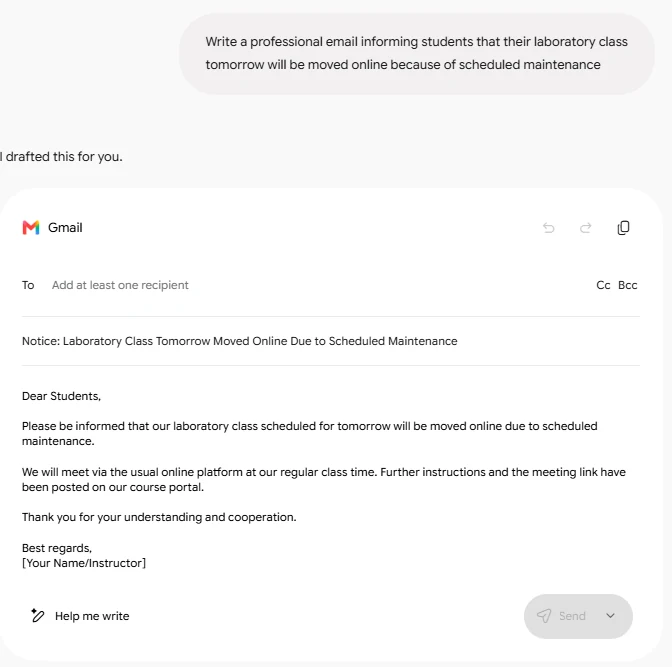 Write a professional email informing students that their laboratory class
tomorrow will be moved online because of scheduled maintenance
I drafted this for you.
Gmail
To Add at least one recipient Cc Bcc
Notice: Laboratory Class Tomorrow Moved Online Due to Scheduled Maintenance
Dear Students,
Please be informed that our laboratory class scheduled for tomorrow will be moved online due to scheduled
maintenance.
We will meet via the usual online platform at our regular class time. Further instructions and the meeting link have
been posted on our course portal.
Thank you for your understanding and cooperation.
Best regards,
[Your Name/Instructor]
Help me write Send